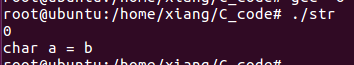 root@ubuntu:/home/xiang/C_code# ./str
0
char a = b
root@ubuntu:/home/xiang/C_code#